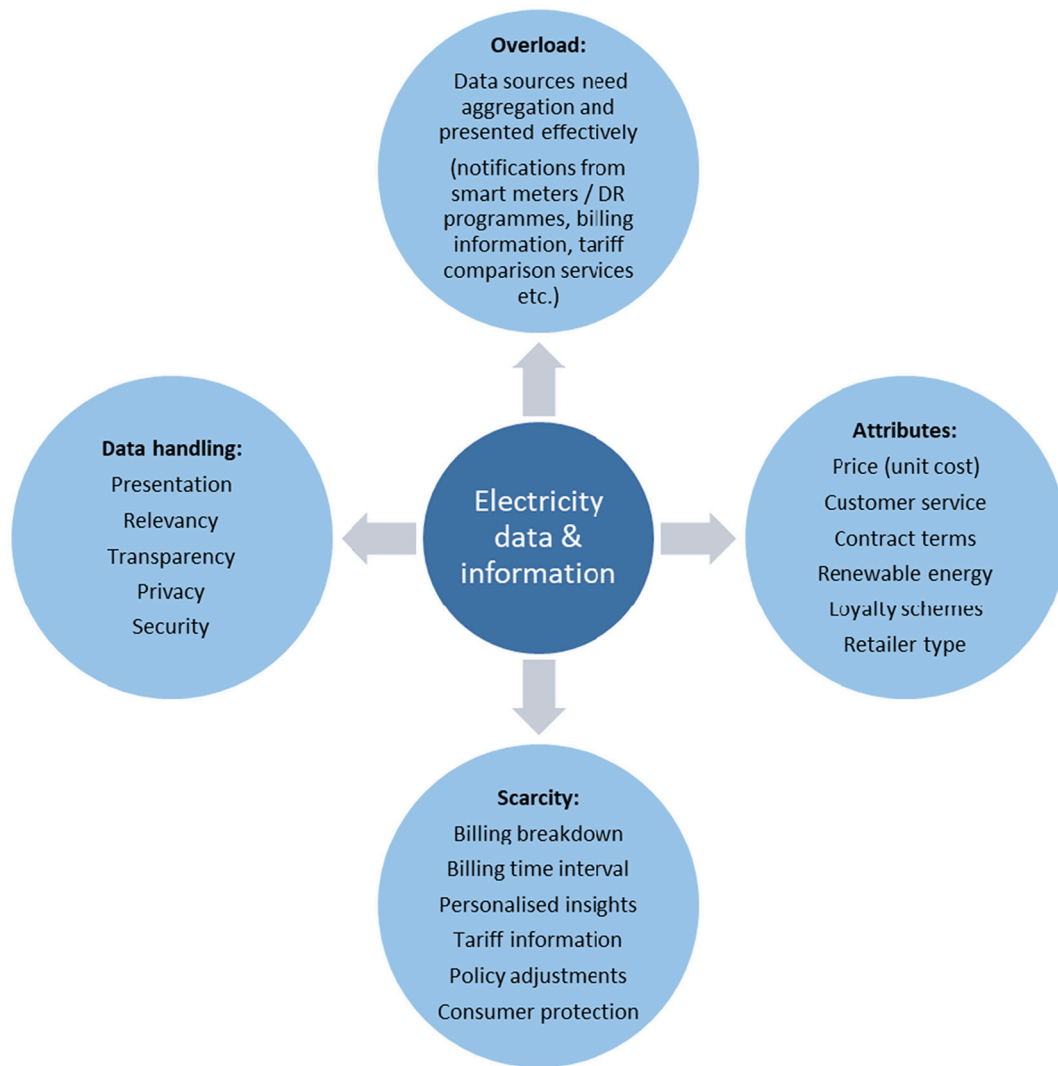 Overload:
Data sources need
aggregation and
presented effectively
(notifications from
smart meters / DR
programmes, billing
information, tariff
comparison services
etc.)
Data handling:
Presentation
Relevancy
Transparency
Privacy
Security
Electricity
data &
information
Attributes:
Price (unit cost)
Customer service
Contract terms
Renewable energy
Loyalty schemes
Retailer type
Scarcity:
Billing breakdown
Billing time interval
Personalised insights
Tariff information
Policy adjustments
Consumer protection